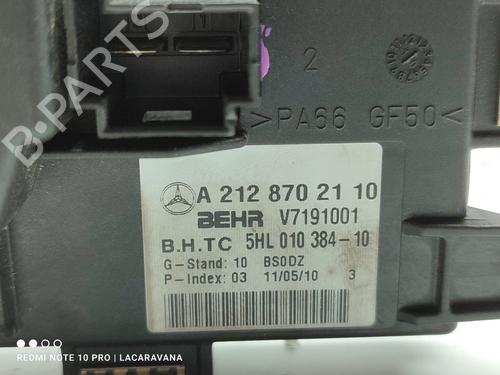 B-PARTS
2
>PA66 GF50<
A 212 870 21 10
BEHR V7191001
B.H.TC 5HL 010 384-10
G-Stand: 10 BS0DZ
P-Index: 03 11/05/10 3
REDMI NOTE 10 PRO | LACARAVANA